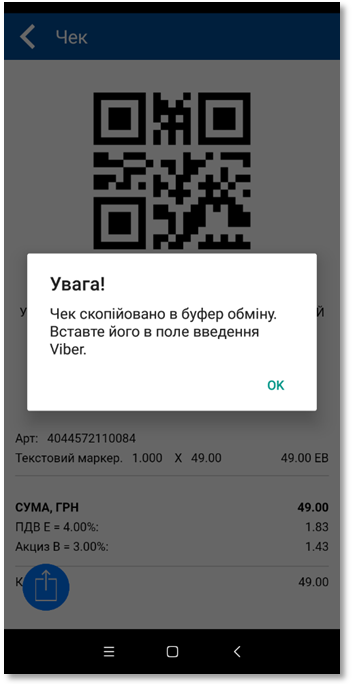 Чек
Увага!
Чек скопійовано в буфер обміну.
Вставте його в поле введення
Viber.
OK
Арт: 4044572110084
Текстовий маркер. 1.000 X 49.00 49.00 ЕВ
СУМА, ГРН 49.00
ПДВ Е = 4.00%: 1.83
Акциз В = 3.00%: 1.43
49.00